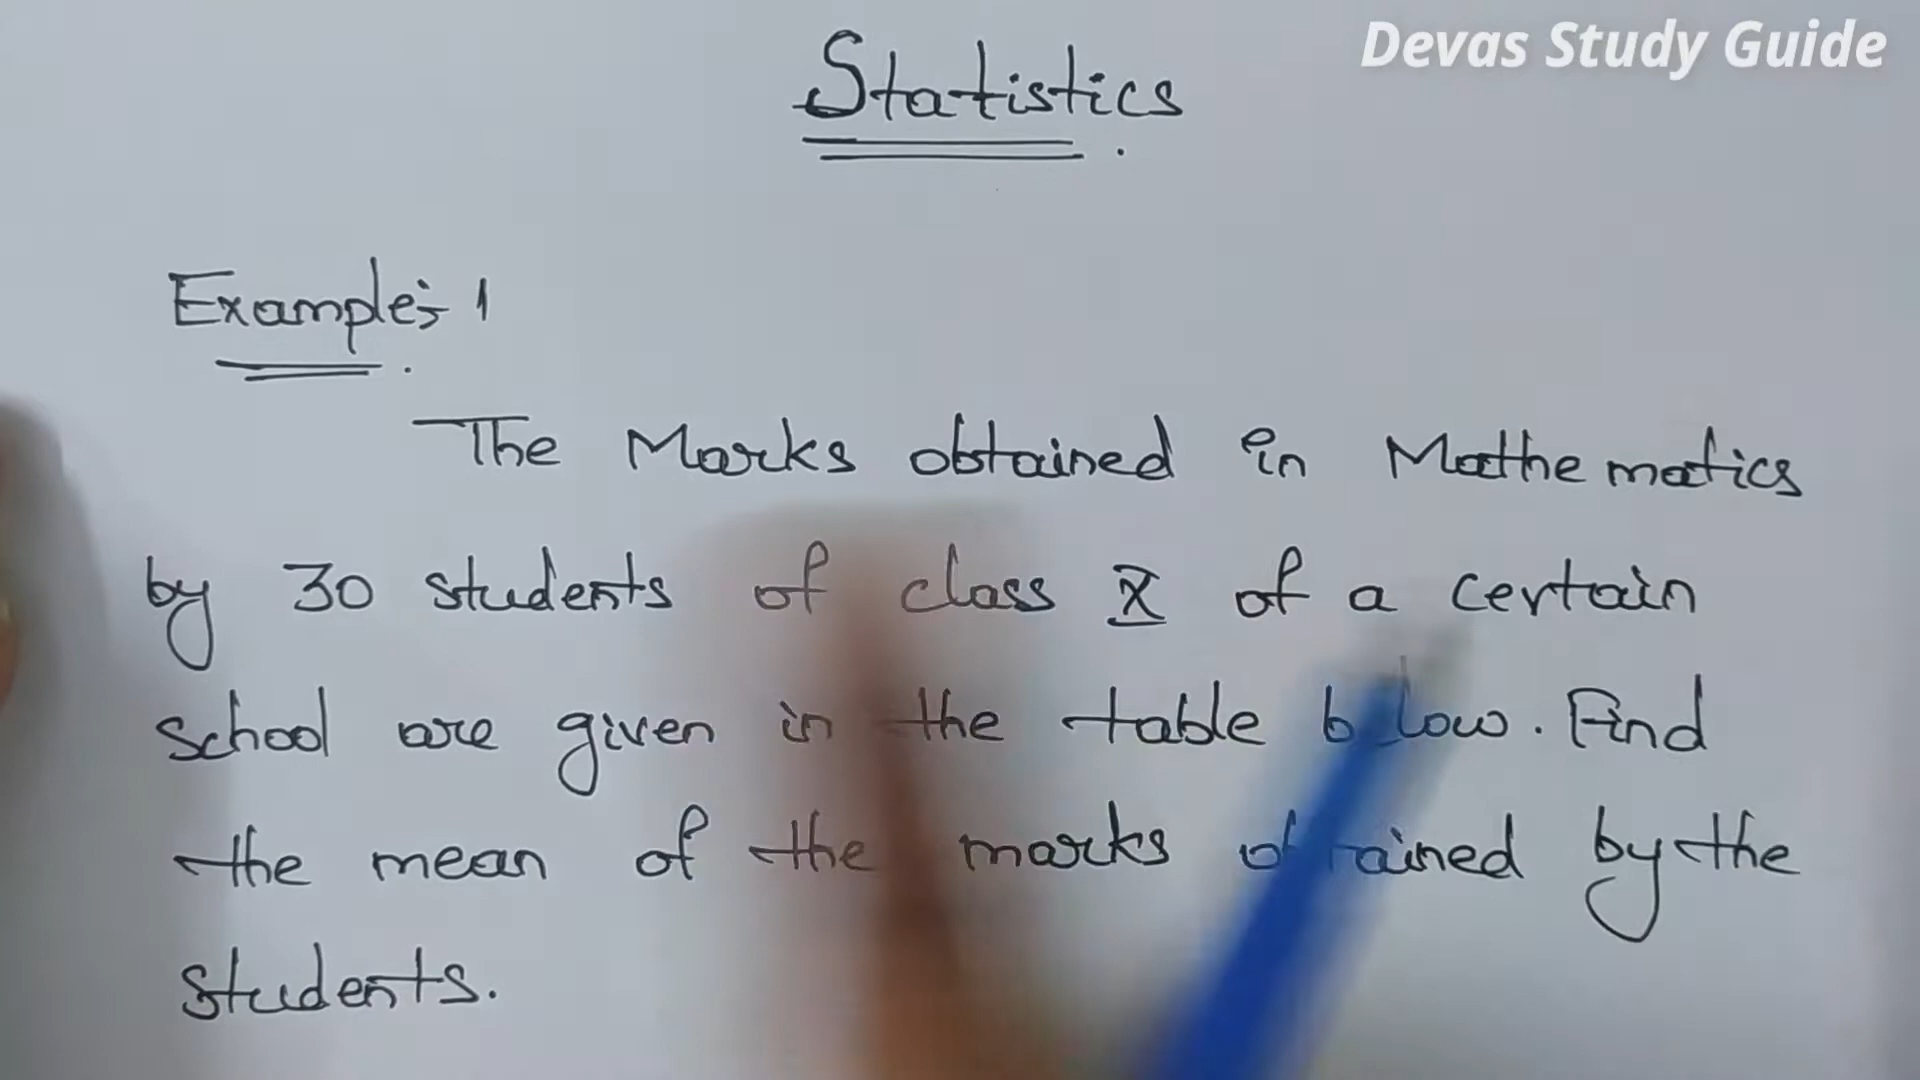 Devas Study Guide
Statistics.
Example:- 1
The Marks obtained in Mathematics
by 30 students of class X of a certain
school are given in the table below. Find
the mean of the marks obtained by the
students.